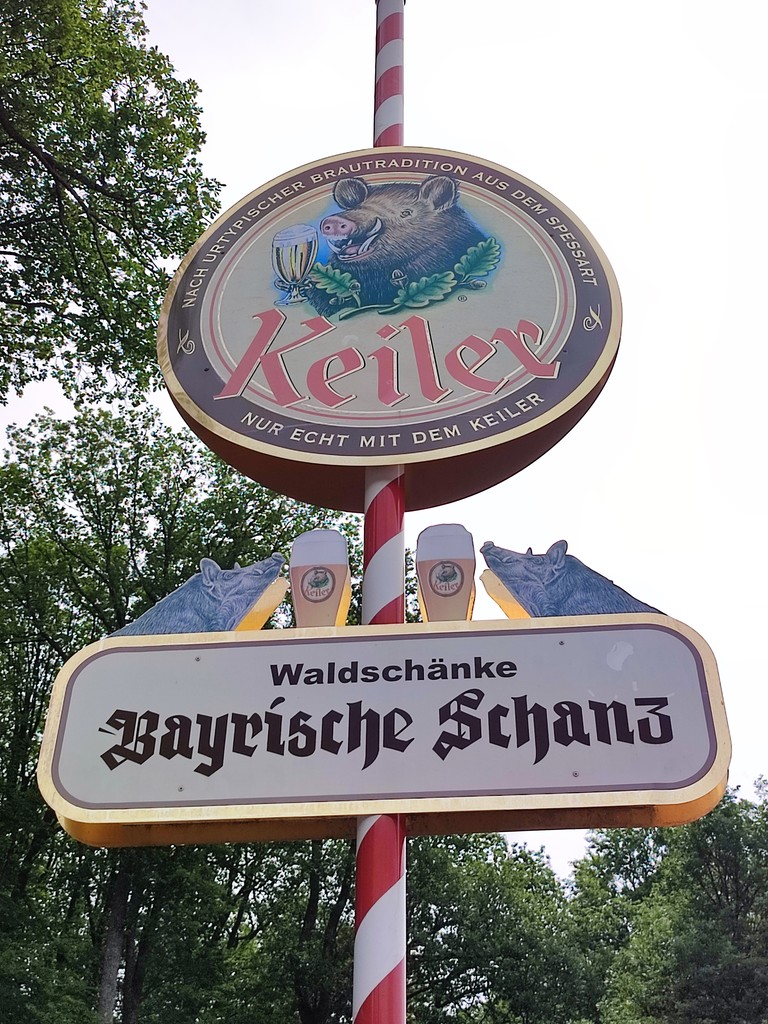 NACH URTYPISCHER BRAUTRADITION AUS DEM SPESSART
®
Keiler
NUR ECHT MIT DEM KEILER
Keiler
Keiler
Waldschänke
Bayrische Schanz